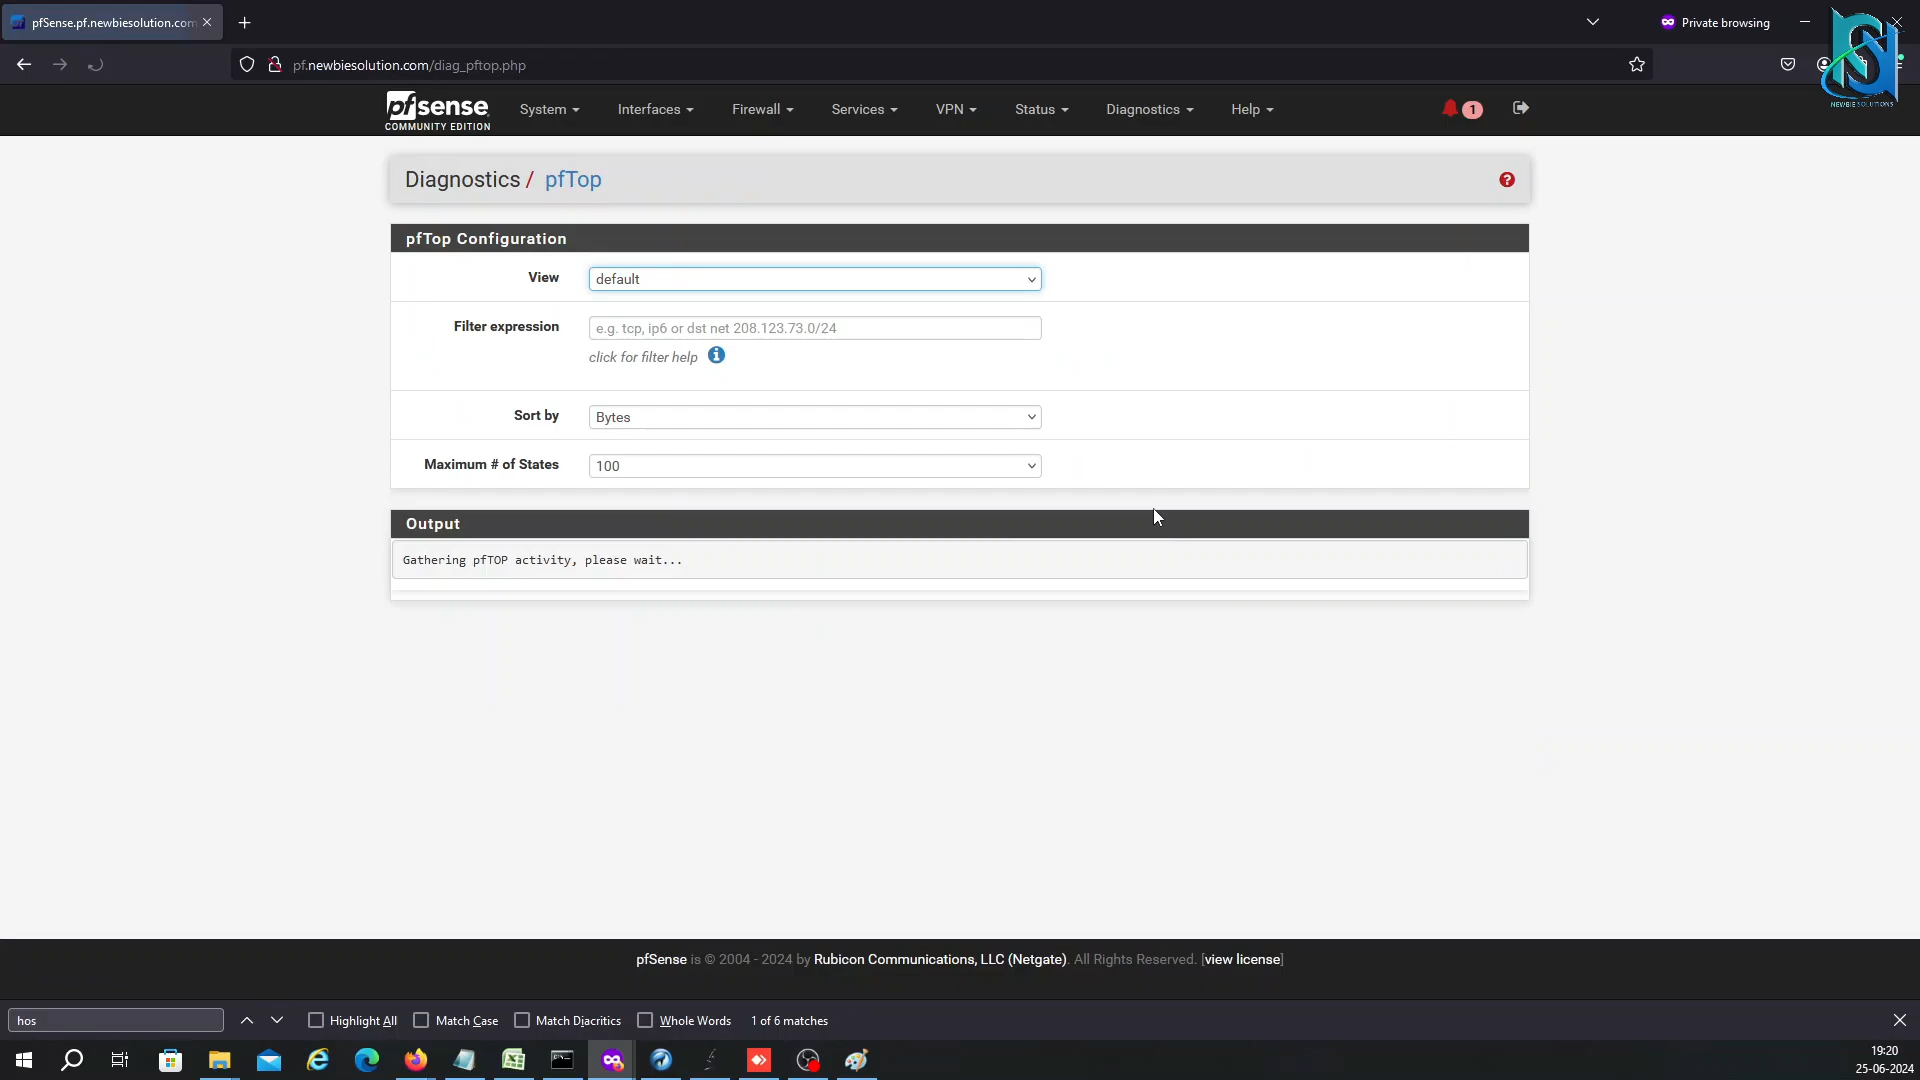 pfSense.pf.newbiesolution.com
Private browsing
pf.newbiesolution.com/diag_pftop.php
NEWBIE SOLUTIONS
pfsense
COMMUNITY EDITION
System
Interfaces
Firewall
Services
VPN
Status
Diagnostics
Help
1
Diagnostics / pfTop
pfTop Configuration
View
default
Filter expression
e.g. tcp, ip6 or dst net 208.123.73.0/24
click for filter help
Sort by
Bytes
Maximum # of States
100
Output
Gathering pfTOP activity, please wait...
pfSense is © 2004 - 2024 by Rubicon Communications, LLC (Netgate). All Rights Reserved. [view license]
hos
Highlight All
Match Case
Match Diacritics
Whole Words
1 of 6 matches
19:20
25-06-2024